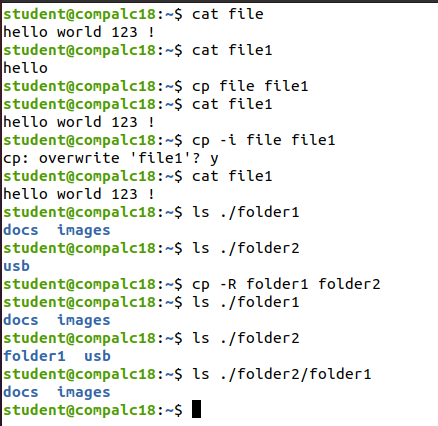 student@compalc18:~$ cat file
hello world 123 !
student@compalc18:~$ cat file1
hello
student@compalc18:~$ cp file file1
student@compalc18:~$ cat file1
hello world 123 !
student@compalc18:~$ cp -i file file1
cp: overwrite 'file1'? y
student@compalc18:~$ cat file1
hello world 123 !
student@compalc18:~$ ls ./folder1
docs  images
student@compalc18:~$ ls ./folder2
usb
student@compalc18:~$ cp -R folder1 folder2
student@compalc18:~$ ls ./folder1
docs  images
student@compalc18:~$ ls ./folder2
folder1  usb
student@compalc18:~$ ls ./folder2/folder1
docs  images
student@compalc18:~$